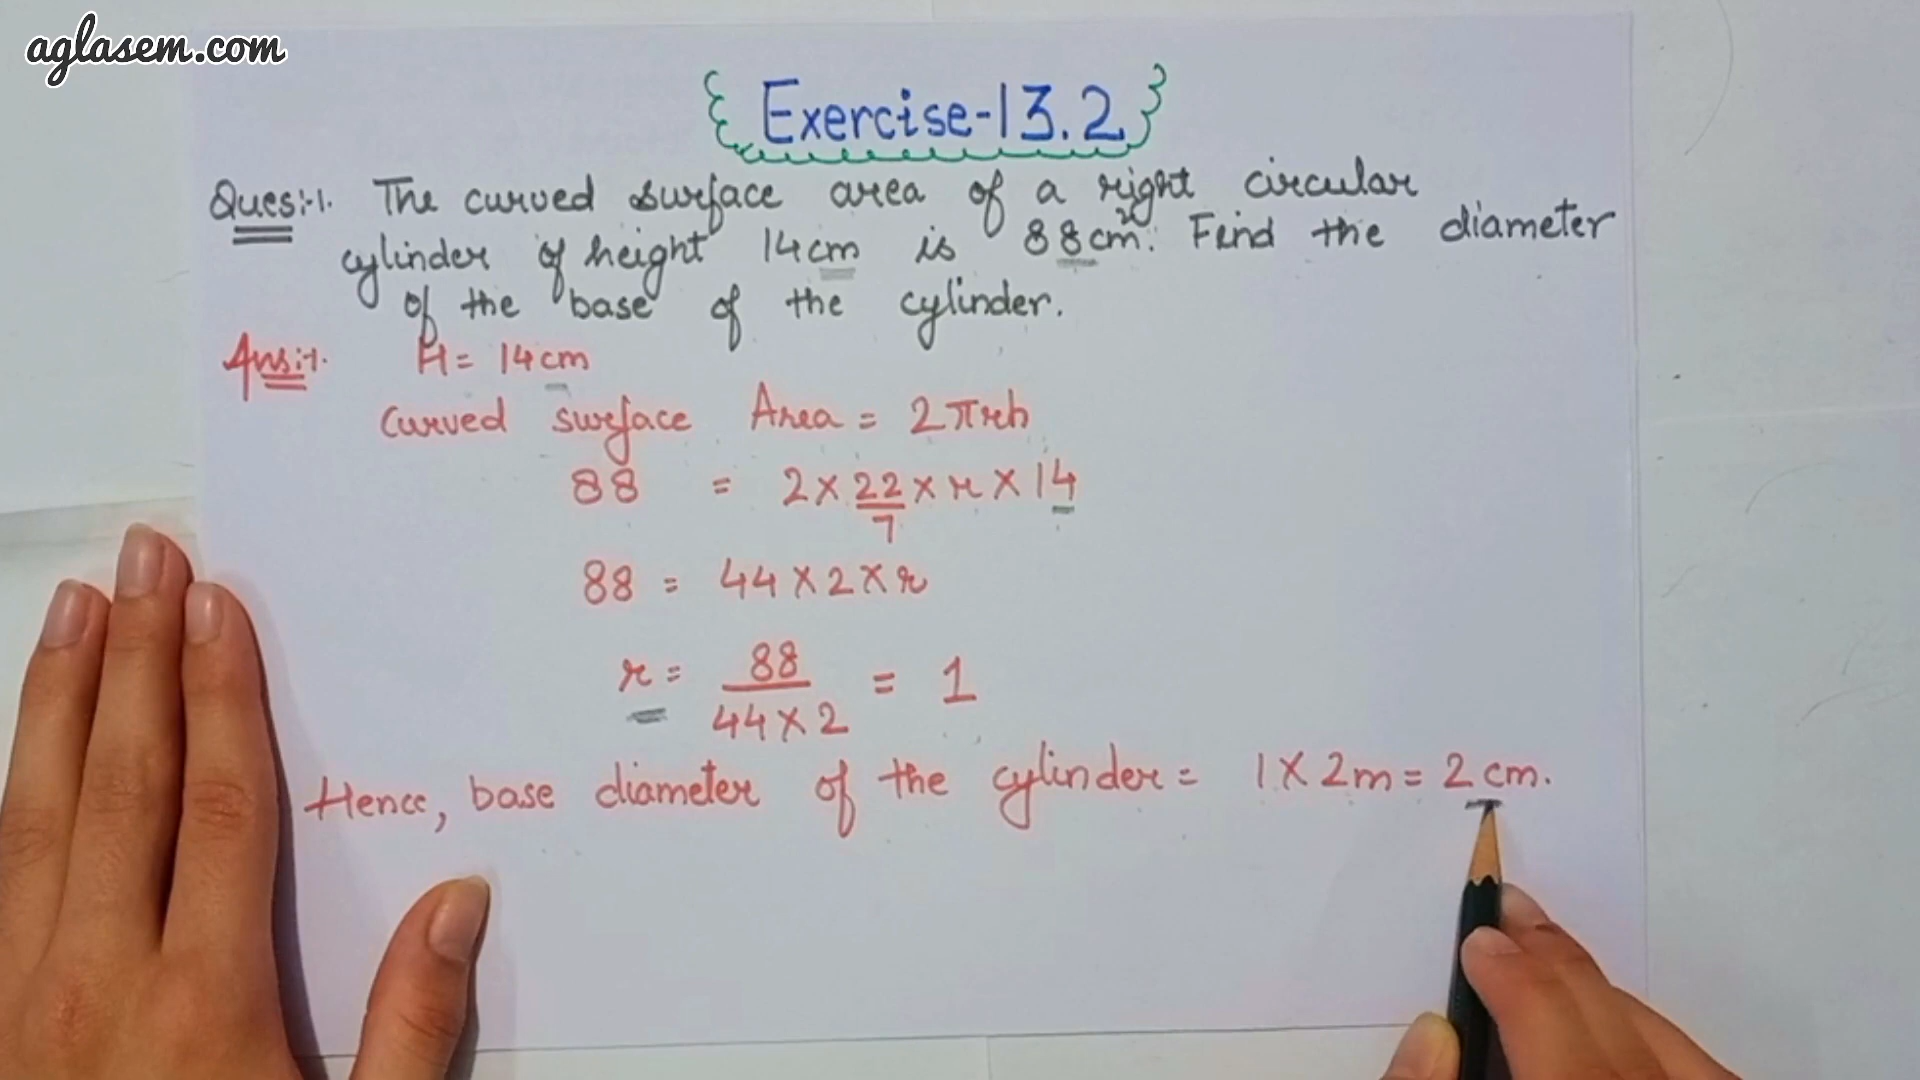 aglasem.com
Exercise-13.2
Ques:-1. The curved surface area of a right circular
cylinder of height 14cm is 88cm². Find the diameter
of the base of the cylinder.
Ans:-1. H = 14cm
Curved surface Area = 2πrh
88 = 2 × 22/7 × r × 14
88 = 44 × 2 × r
r = 88/44 × 2 = 1
Hence, base diameter of the cylinder = 1 × 2m = 2 cm.